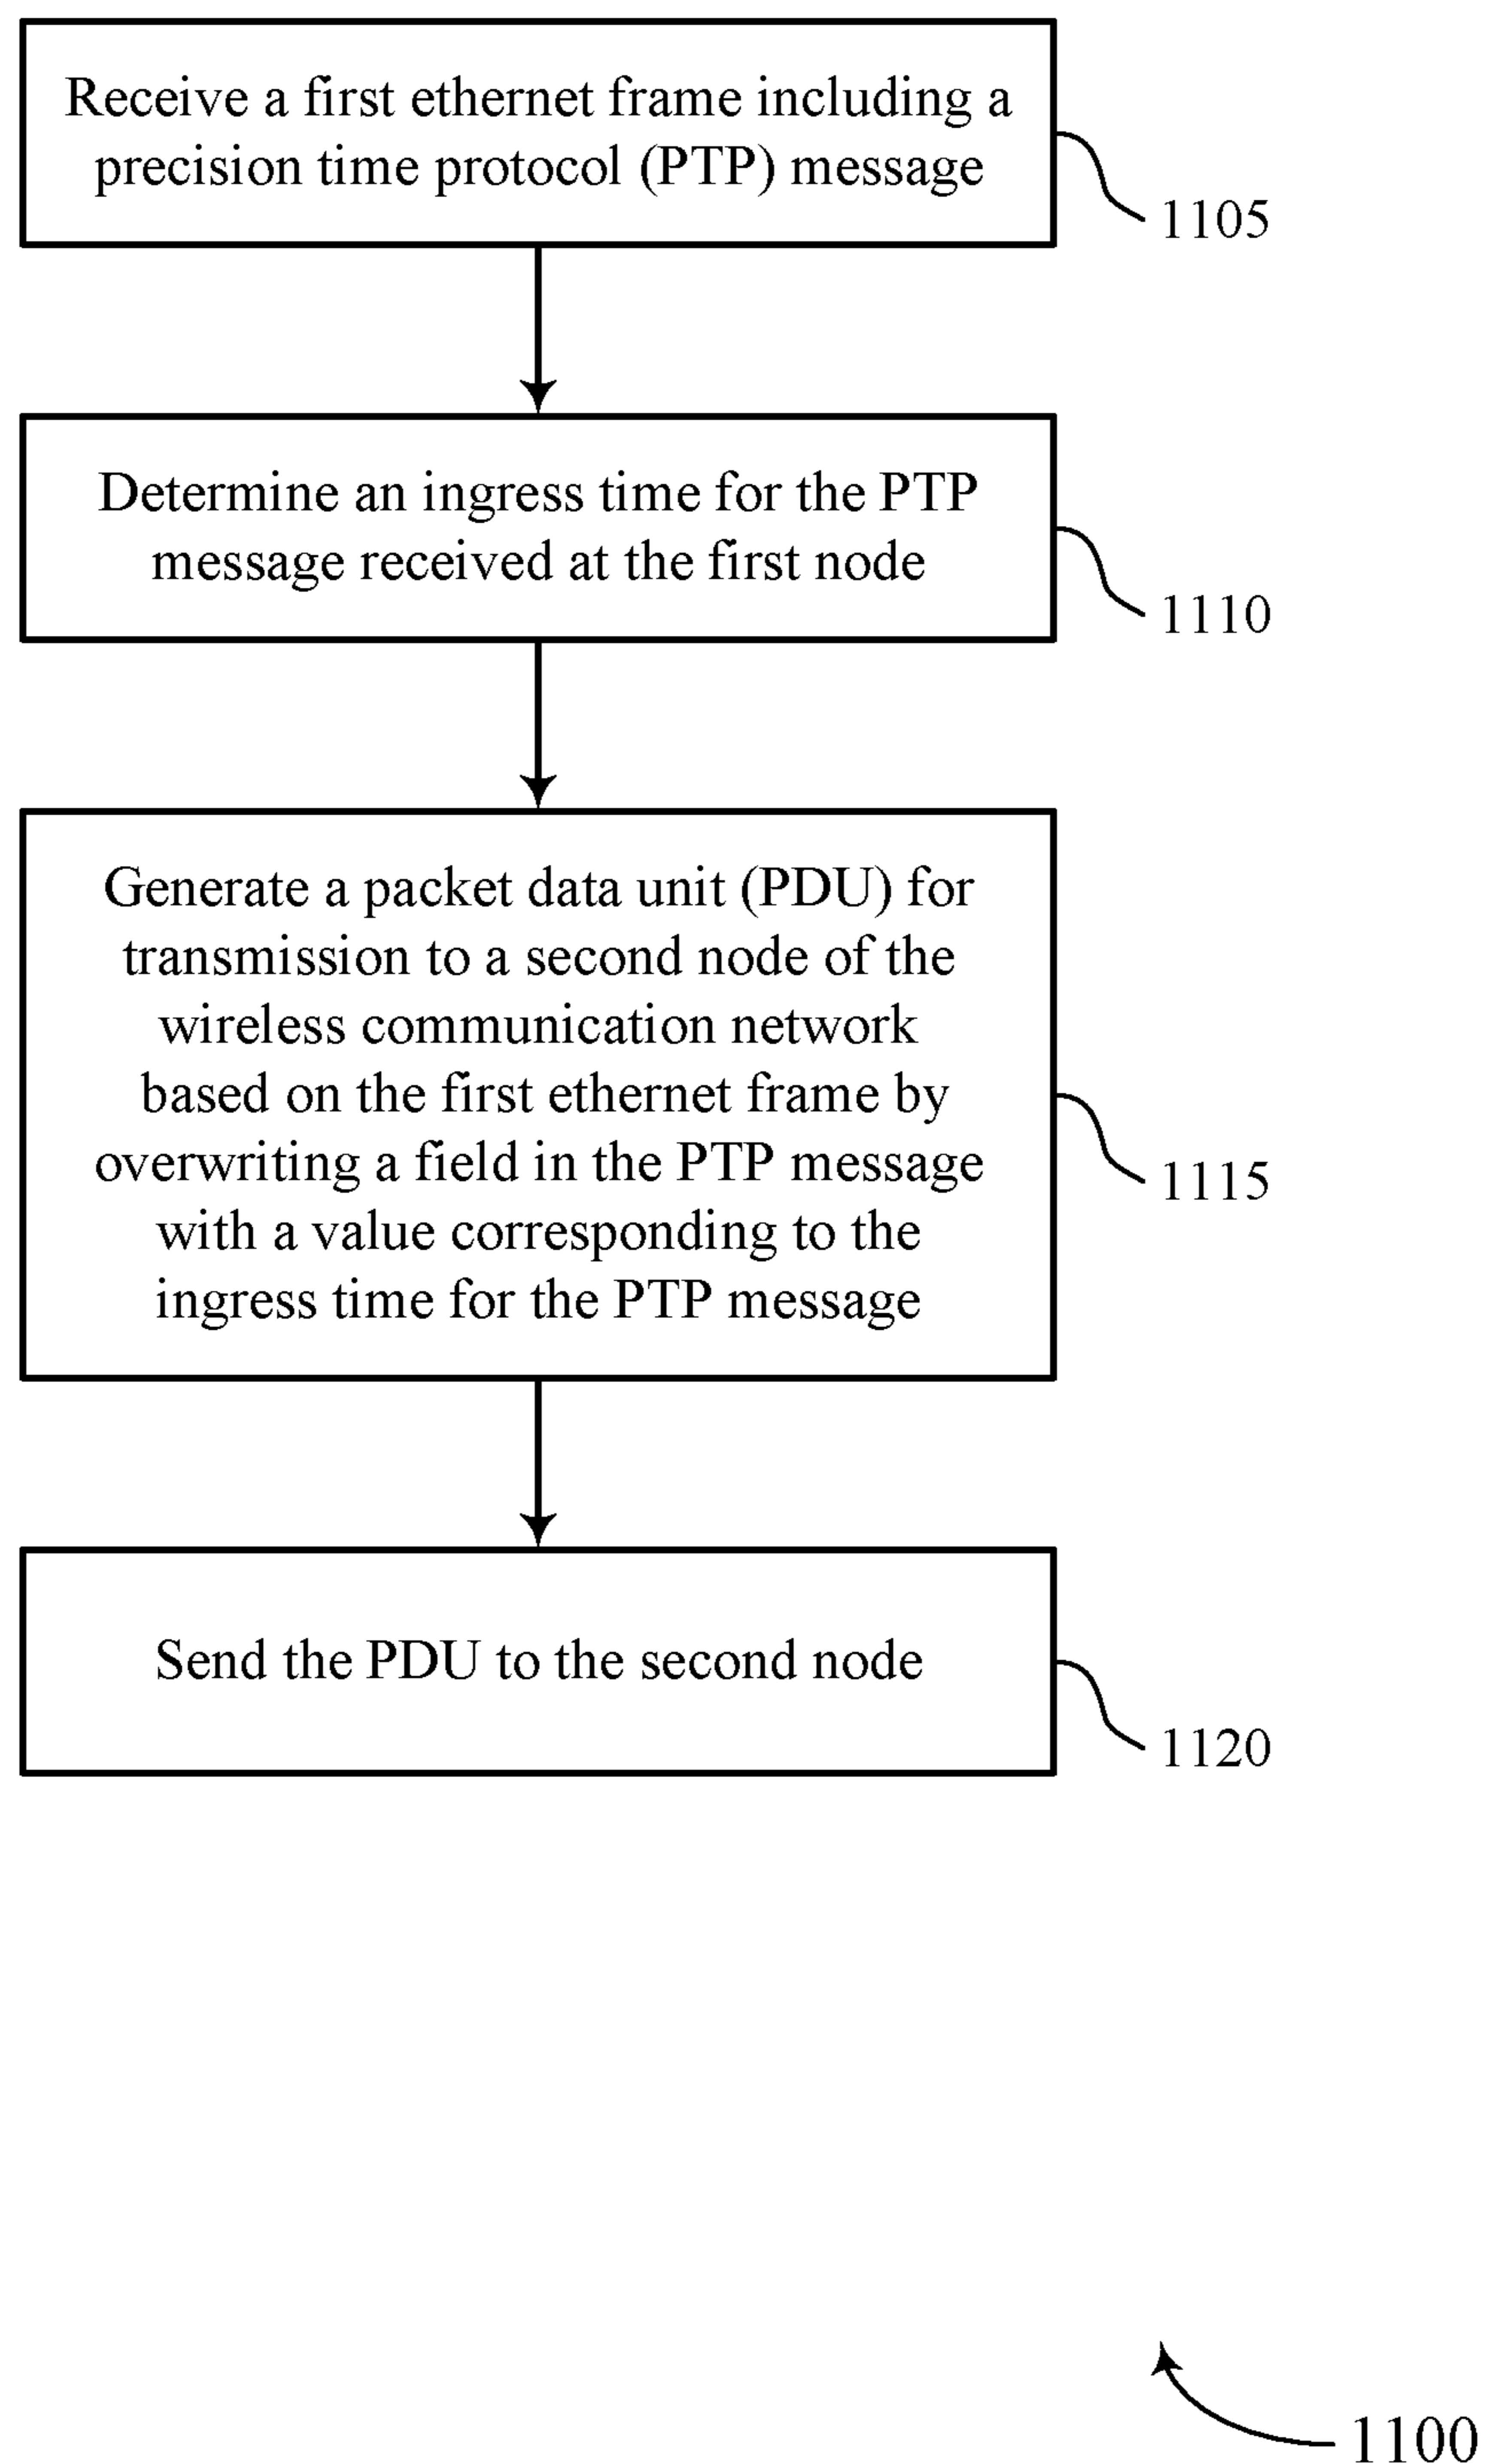 Receive a first ethernet frame including a
precision time protocol (PTP) message
1105
Determine an ingress time for the PTP
message received at the first node
1110
Generate a packet data unit (PDU) for
transmission to a second node of the
wireless communication network
based on the first ethernet frame by
overwriting a field in the PTP message
with a value corresponding to the
ingress time for the PTP message
1115
Send the PDU to the second node
1120
1100